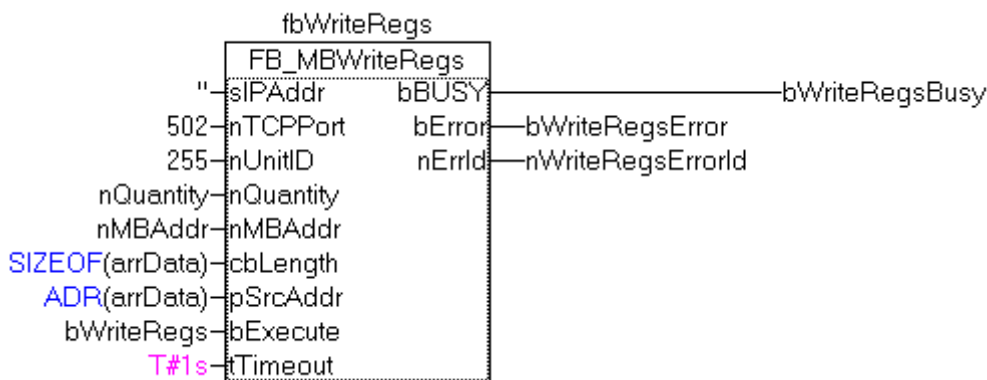 fbWriteRegs
FB_MBWriteRegs
'' sIPAddr bBUSY bWriteRegsBusy
502 nTCPPort bError bWriteRegsError
255 nUnitID nErrId nWriteRegsErrorId
nQuantity nQuantity
nMBAddr nMBAddr
SIZEOF(arrData) cbLength
ADR(arrData) pSrcAddr
bWriteRegs bExecute
T#1s tTimeout